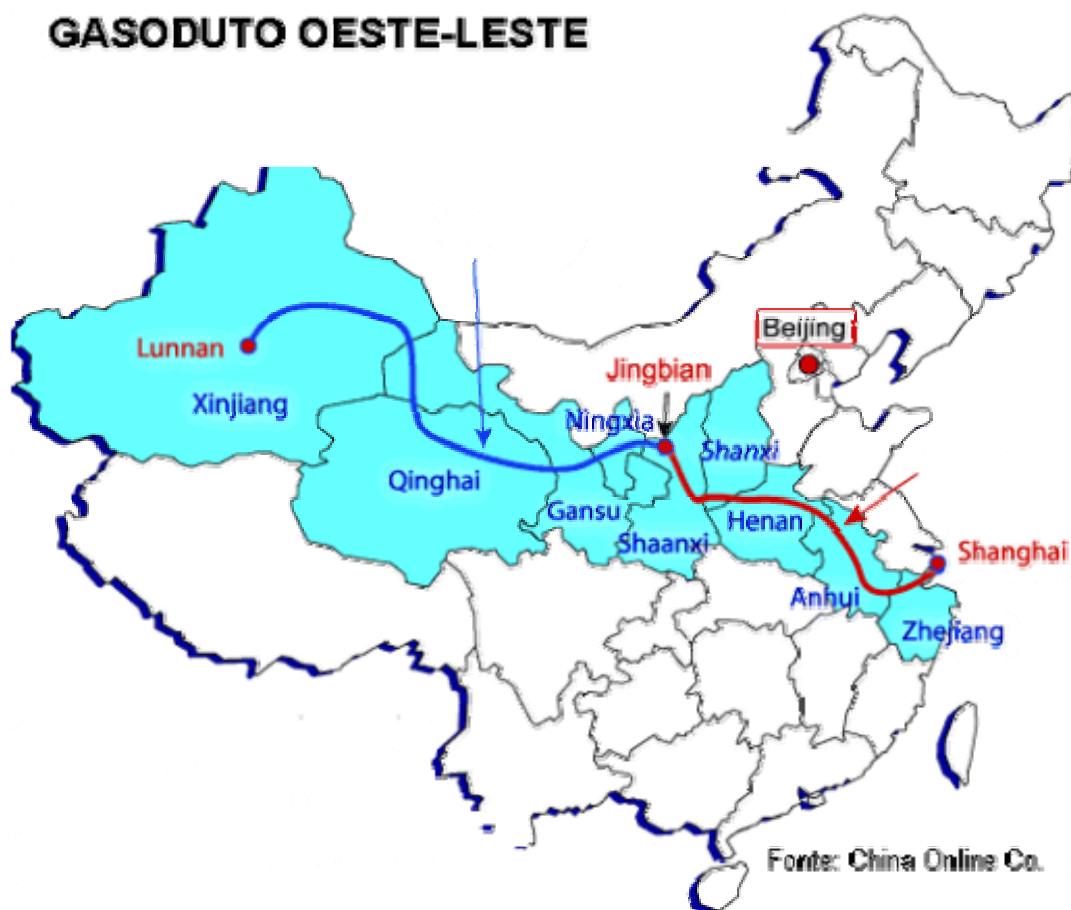 GASODUTO OESTE-LESTE
Beijing
Lunnan
Jingbian
Xinjiang
Ningxia
Shanxi
Qinghai
Gansu
Henan
Shaanxi
Shanghai
Anhui
Zhejiang
Fonte: China Online Co.